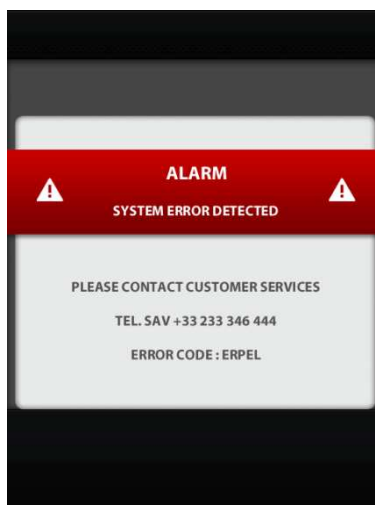 ALARM
SYSTEM ERROR DETECTED
PLEASE CONTACT CUSTOMER SERVICES
TEL. SAV +33 233 346 444
ERROR CODE : ERPEL